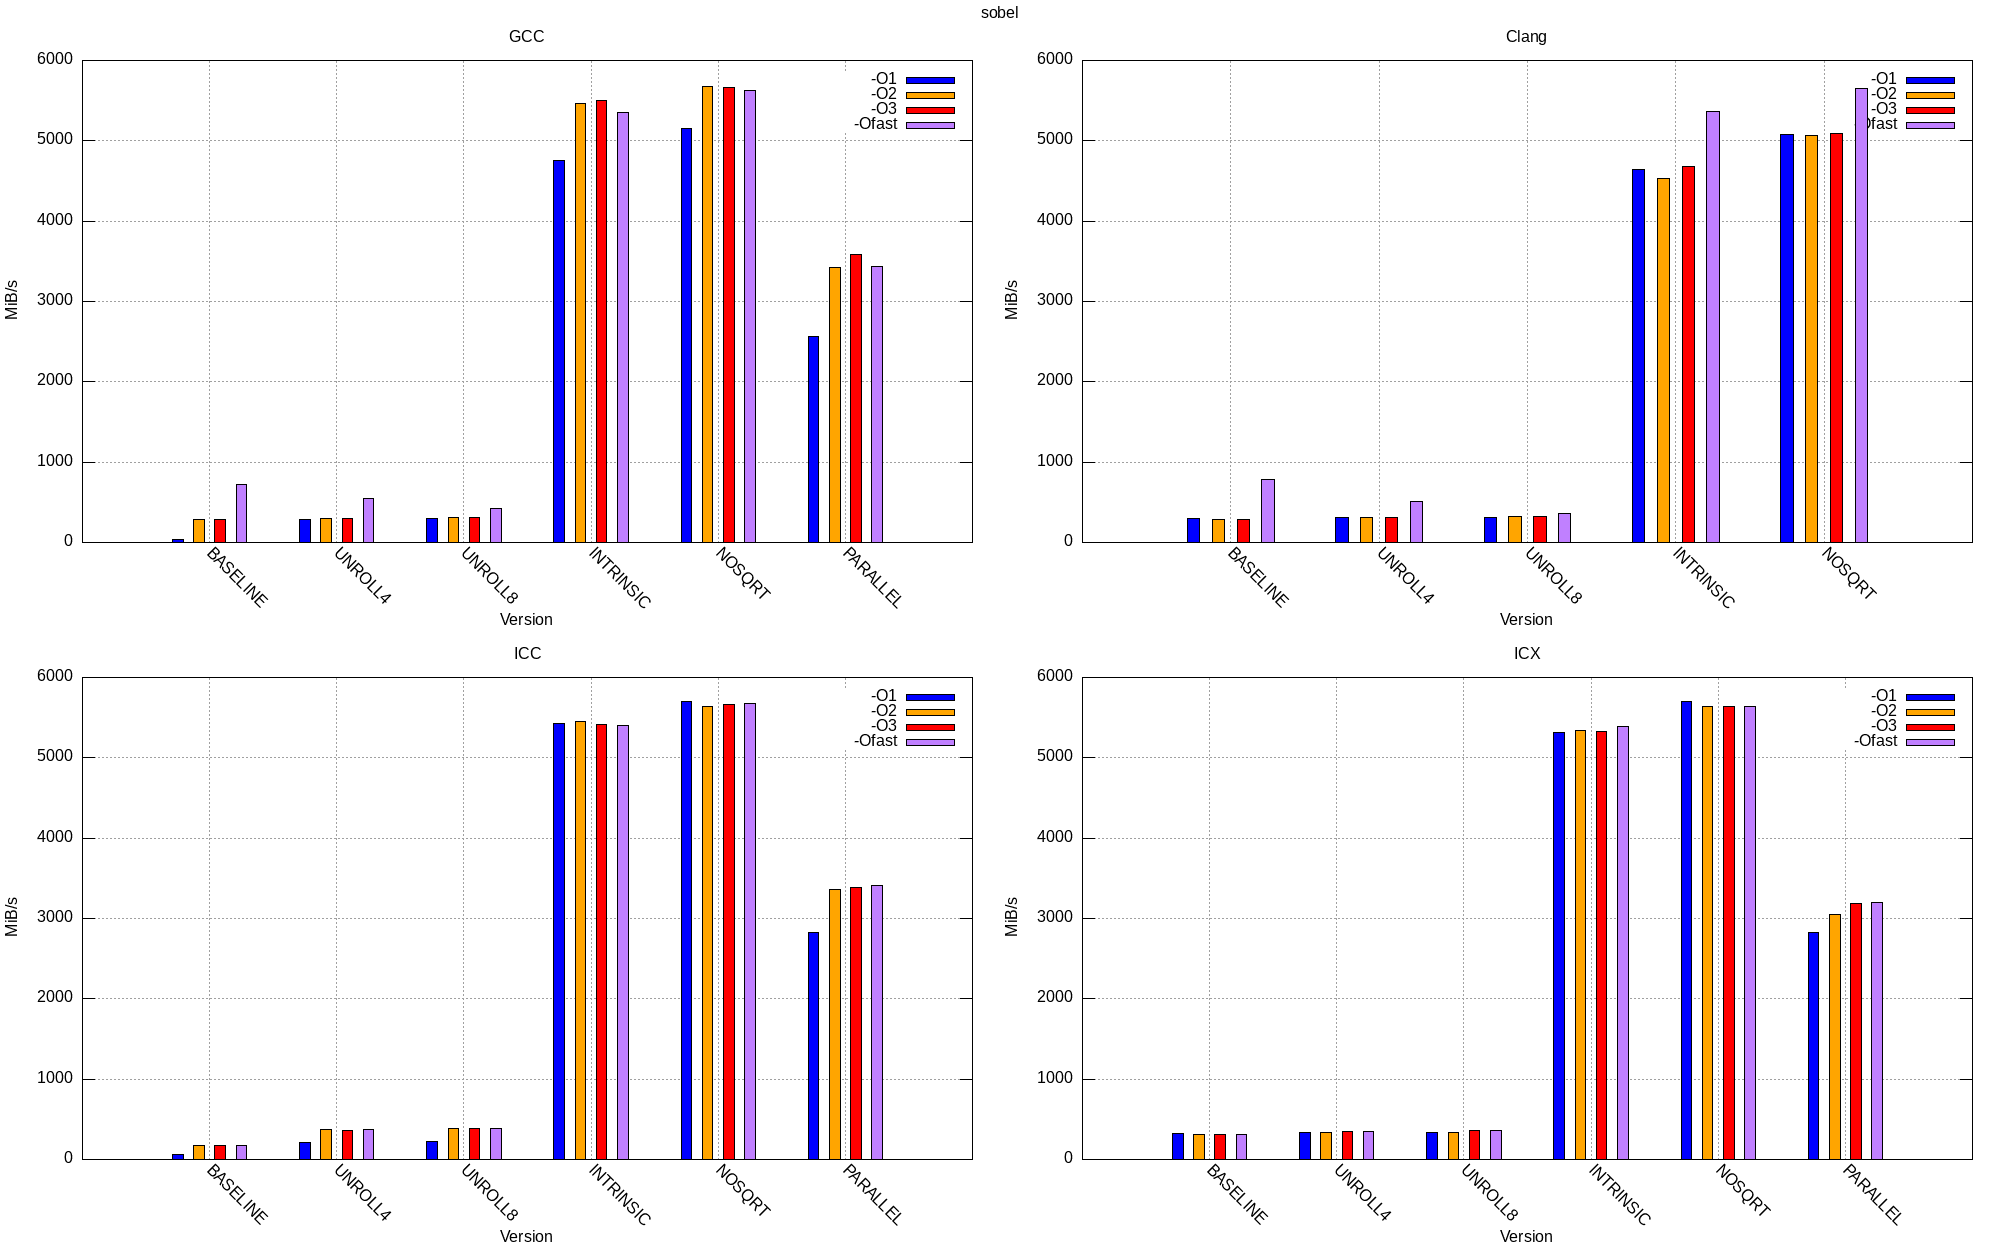 sobel
GCC
6000
5000
4000
3000
2000
1000
0
MiB/s
-O1
-O2
-O3
-Ofast
BASELINE
UNROLL4
UNROLL8
INTRINSIC
NOSQRT
PARALLEL
Version
Clang
6000
5000
4000
3000
2000
1000
0
MiB/s
-O1
-O2
-O3
Ofast
BASELINE
UNROLL4
UNROLL8
INTRINSIC
NOSQRT
Version
ICC
6000
5000
4000
3000
2000
1000
0
MiB/s
-O1
-O2
-O3
-Ofast
BASELINE
UNROLL4
UNROLL8
INTRINSIC
NOSQRT
PARALLEL
Version
ICX
6000
5000
4000
3000
2000
1000
0
MiB/s
-O1
-O2
-O3
-Ofast
BASELINE
UNROLL4
UNROLL8
INTRINSIC
NOSQRT
PARALLEL
Version